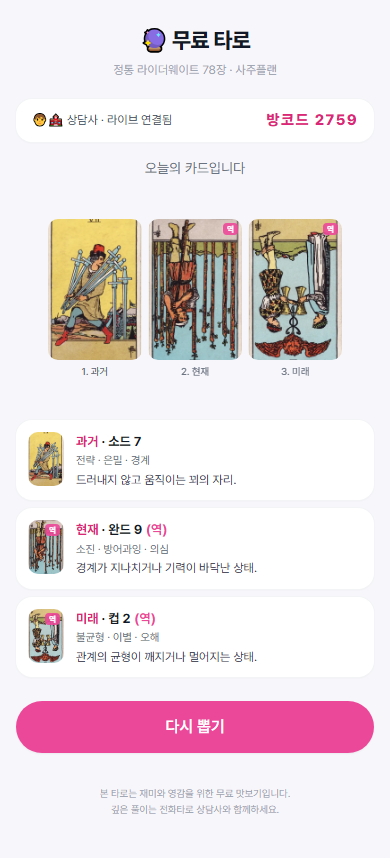 무료 타로
정통 라이더웨이트 78장 · 사주플랜
상담사 · 라이브 연결됨
방코드 2759
오늘의 카드입니다
역
역
1. 과거
2. 현재
3. 미래
과거 · 소드 7
전략 · 은밀 · 경계
드러내지 않고 움직이는 꾀의 자리.
역
현재 · 완드 9 (역)
소진 · 방어과잉 · 의심
경계가 지나치거나 기력이 바닥난 상태.
역
미래 · 컵 2 (역)
불균형 · 이별 · 오해
관계의 균형이 깨지거나 멀어지는 상태.
다시 뽑기
본 타로는 재미와 영감을 위한 무료 맛보기입니다.
깊은 풀이는 전화타로 상담사와 함께하세요.